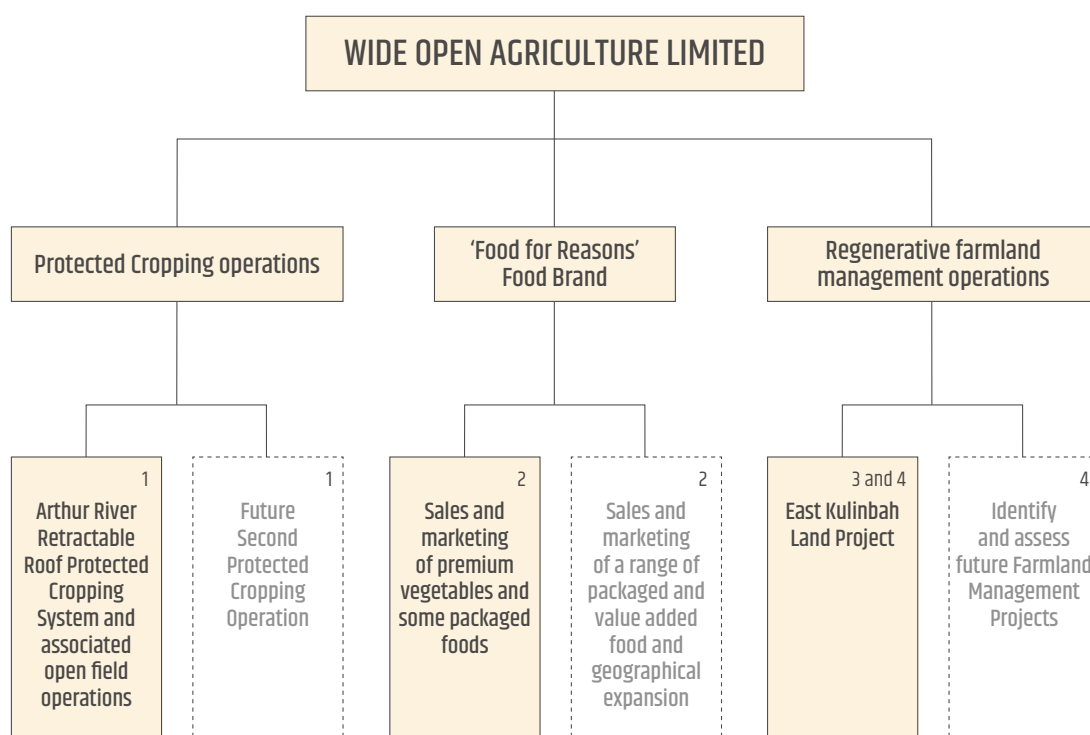 WIDE OPEN AGRICULTURE LIMITED
Protected Cropping operations
‘Food for Reasons’
Food Brand
Regenerative farmland
management operations
1
Arthur River
Retractable
Roof Protected
Cropping
System and
associated
open field
operations
1
Future
Second
Protected
Cropping
Operation
2
Sales and
marketing
of premium
vegetables and
some packaged
foods
2
Sales and
marketing
of a range of
packaged and
value added
food and
geographical
expansion
3 and 4
East Kulinbah
Land Project
4
Identify
and assess
future Farmland
Management
Projects